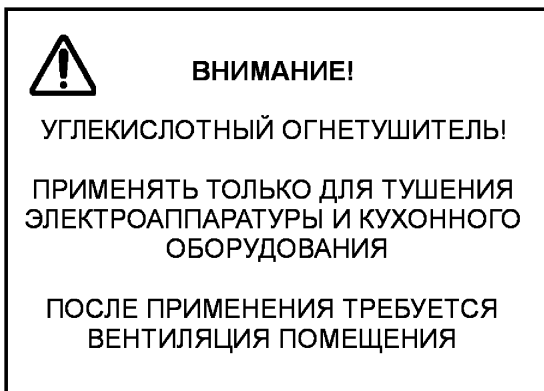 ВНИМАНИЕ!
УГЛЕКИСЛОТНЫЙ ОГНЕТУШИТЕЛЬ!
ПРИМЕНЯТЬ ТОЛЬКО ДЛЯ ТУШЕНИЯ
ЭЛЕКТРОАППАРАТУРЫ И КУХОННОГО
ОБОРУДОВАНИЯ
ПОСЛЕ ПРИМЕНЕНИЯ ТРЕБУЕТСЯ
ВЕНТИЛЯЦИЯ ПОМЕЩЕНИЯ